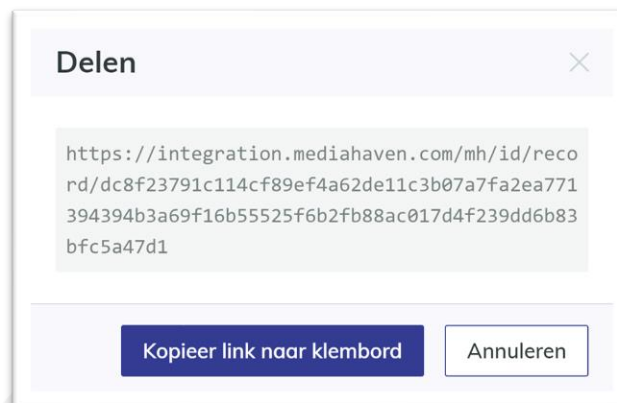 Delen
https://integration.mediahaven.com/mh/id/reco
rd/dc8f23791c114cf89ef4a62de11c3b07a7fa2ea771
394394b3a69f16b55525f6b2fb88ac017d4f239dd6b83
bfc5a47d1
Kopieer link naar klembord
Annuleren